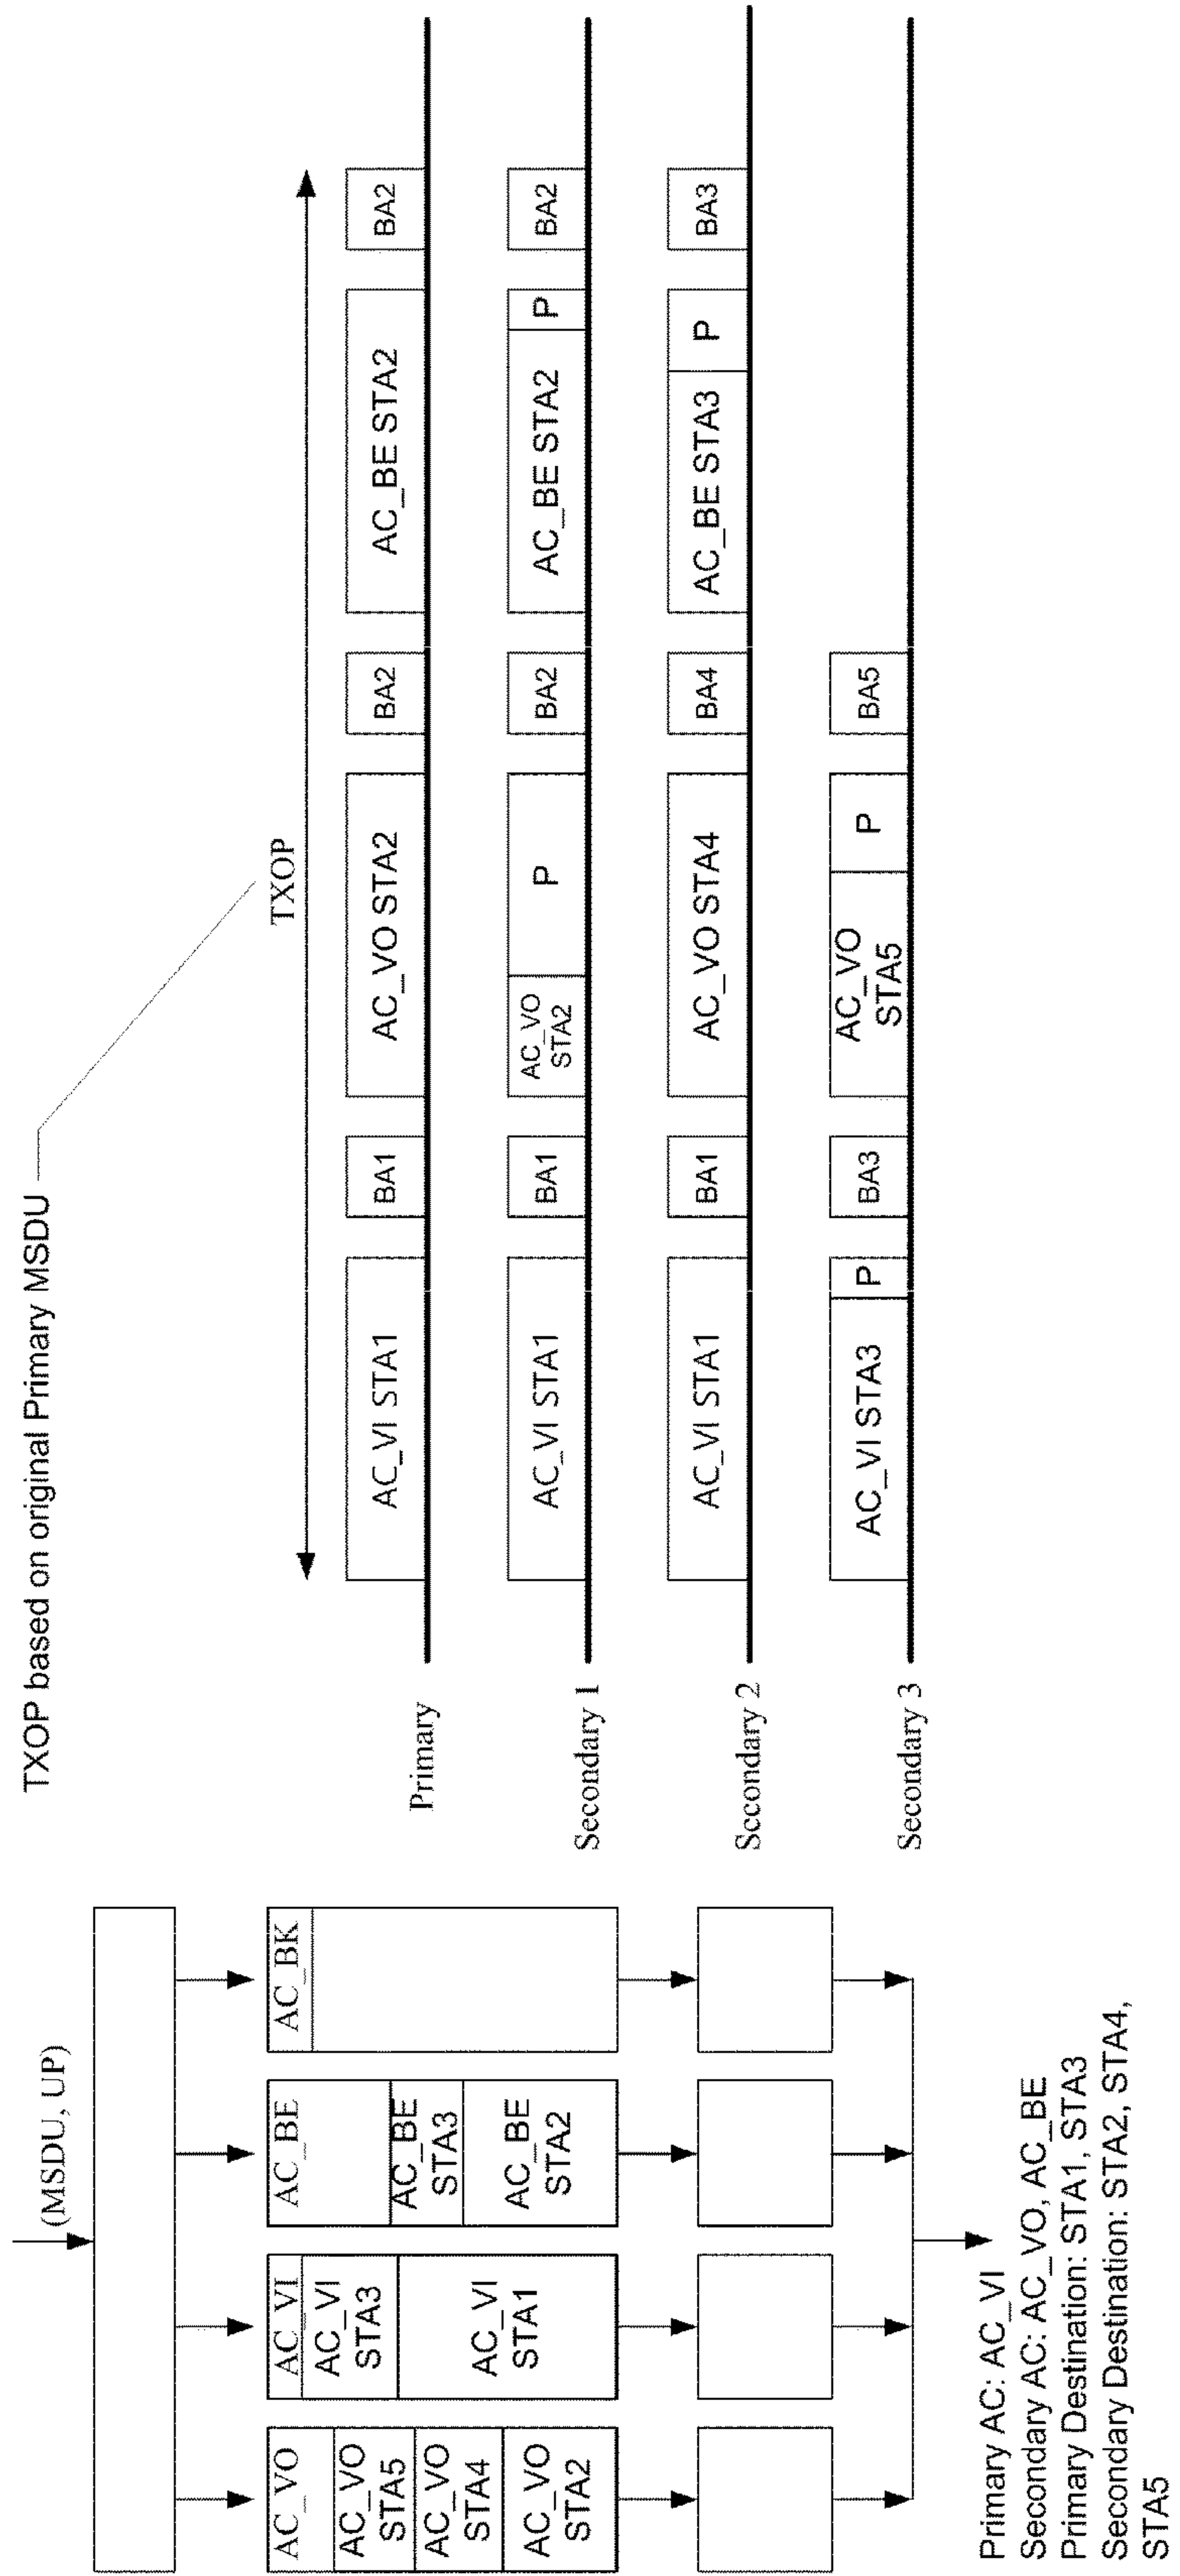 (MSDU, UP)
AC_VO
AC_VI
AC_BE
AC_BK
AC_VO
STA5
AC_VO
STA4
AC_VO
STA2
AC_VI
STA3
AC_VI
STA1
AC_BE
STA3
AC_BE
STA2
Primary AC: AC_VI
Secondary AC: AC_VO, AC_BE
Primary Destination: STA1, STA3
Secondary Destination: STA2, STA4,
STA5
TXOP based on original Primary MSDU
TXOP
Primary
AC_VI STA1
BA1
AC_VO STA2
BA2
AC_BE STA2
BA2
Secondary 1
AC_VI STA1
BA1
AC_VO
STA2
P
BA2
AC_BE STA2
P
BA2
Secondary 2
AC_VI STA1
BA1
AC_VO STA4
BA4
AC_BE STA3
P
BA3
Secondary 3
AC_VI STA3
P
BA3
AC_VO
STA5
P
BA5